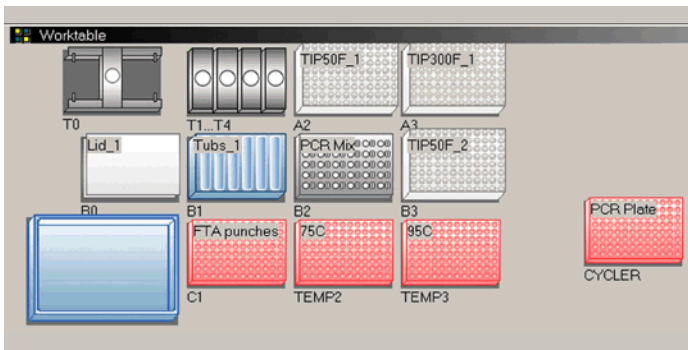 Worktable
TIP50F_1
TIP300F_1
T0
T1...T4
A2
A3
Lid_1
Tubs_1
PCR Mix
TIP50F_2
B0
B1
B2
B3
PCR Plate
FTA punches
75C
95C
CYCLER
C1
TEMP2
TEMP3